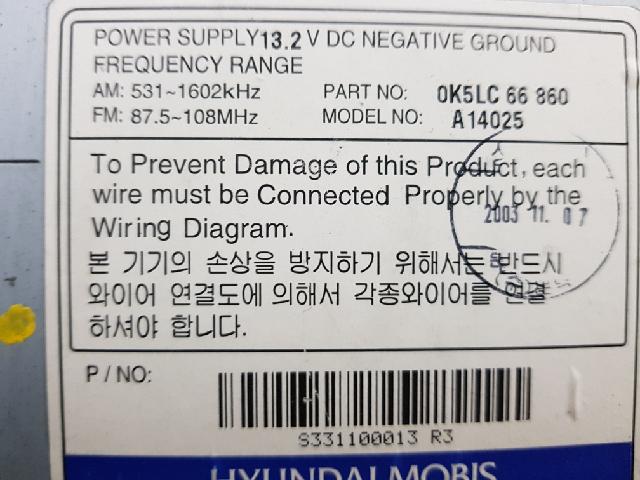 POWER SUPPLY 13.2 V DC NEGATIVE GROUND
FREQUENCY RANGE
AM: 531~1602kHz PART NO: 0K5LC 66 860
FM: 87.5~108MHz MODEL NO: A14025
To Prevent Damage of this Product, each
wire must be Connected Properly by the
Wiring Diagram.
2003 11. 07
본 기기의 손상을 방지하기 위해서는 반드시
와이어 연결도에 의해서 각종와이어를 연결
하셔야 합니다.
P/NO:
S331100013 R3
HYUNDAI MOBIS